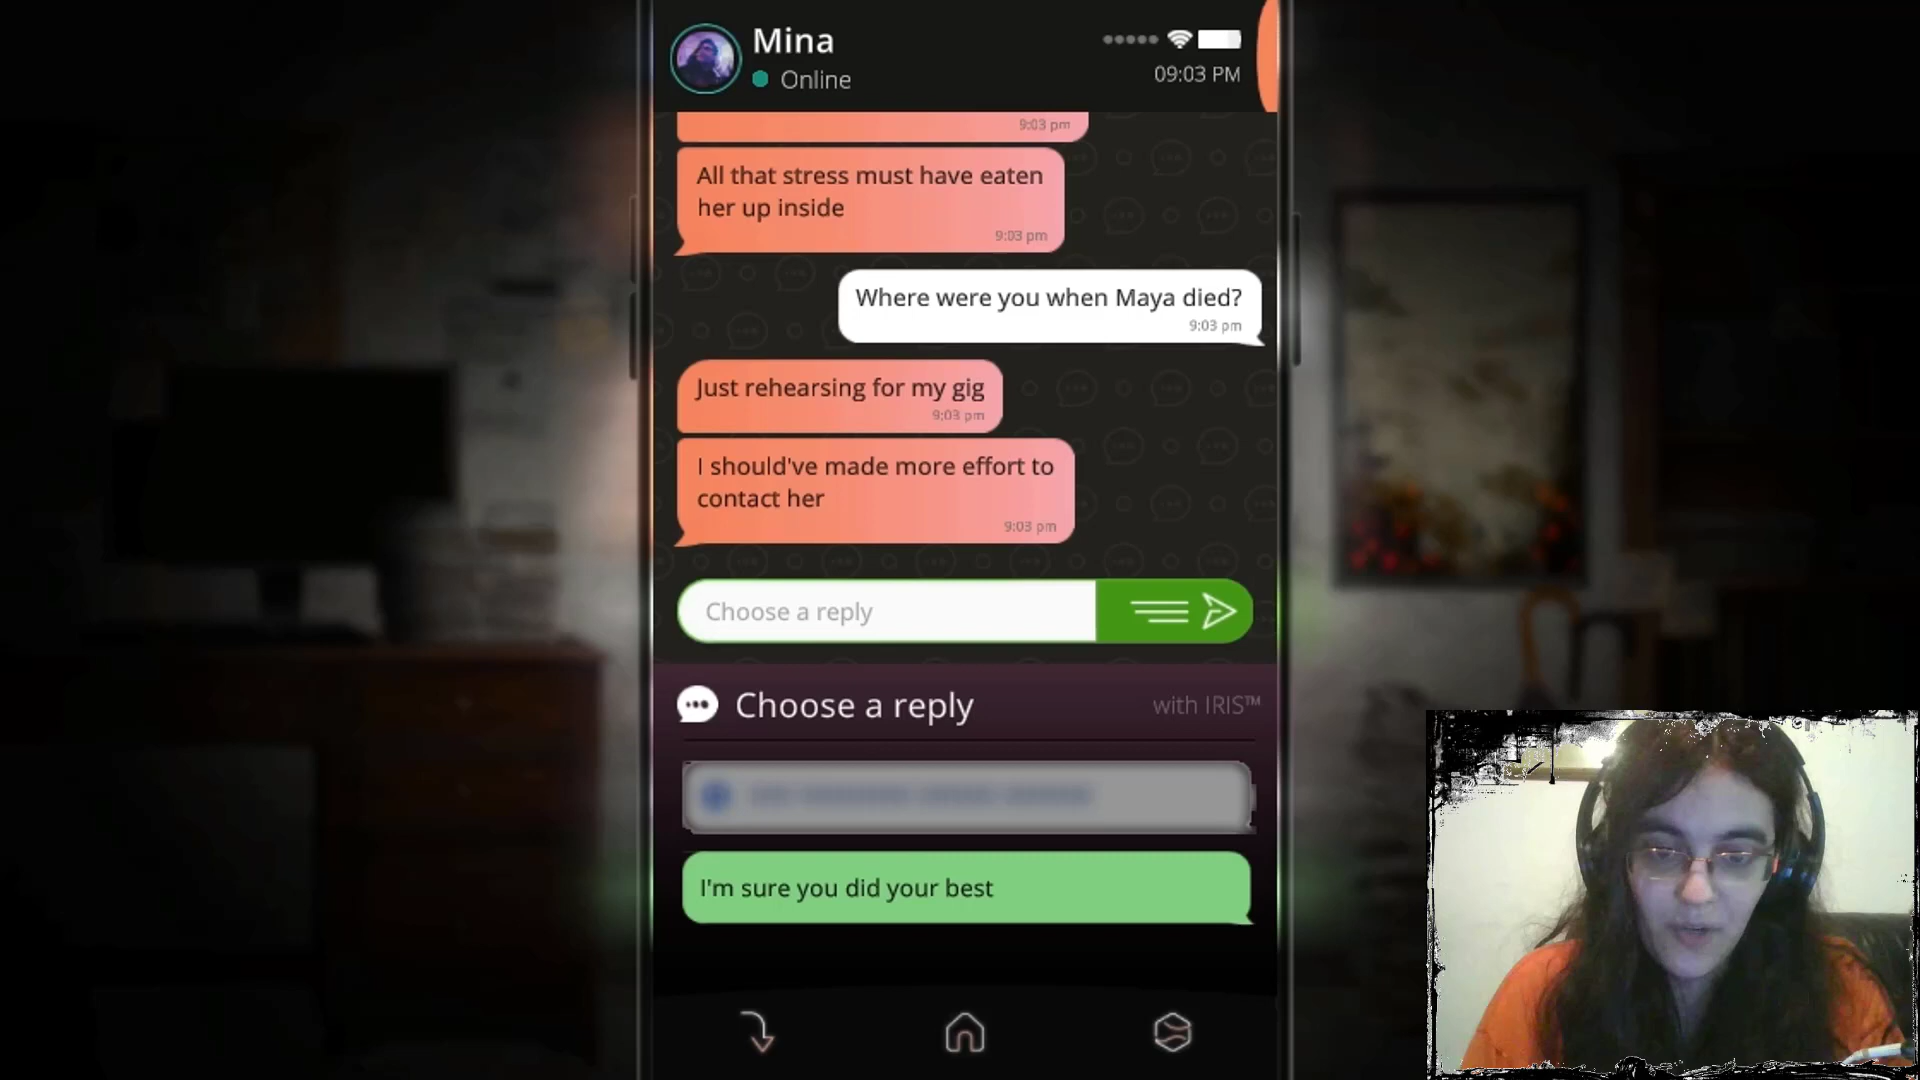 Mina
Online
09:03 PM
9:03 pm
All that stress must have eaten
her up inside
9:03 pm
Where were you when Maya died?
9:03 pm
Just rehearsing for my gig
9:03 pm
I should've made more effort to
contact her
9:03 pm
Choose a reply
Choose a reply
with IRIS™
I'm sure you did your best